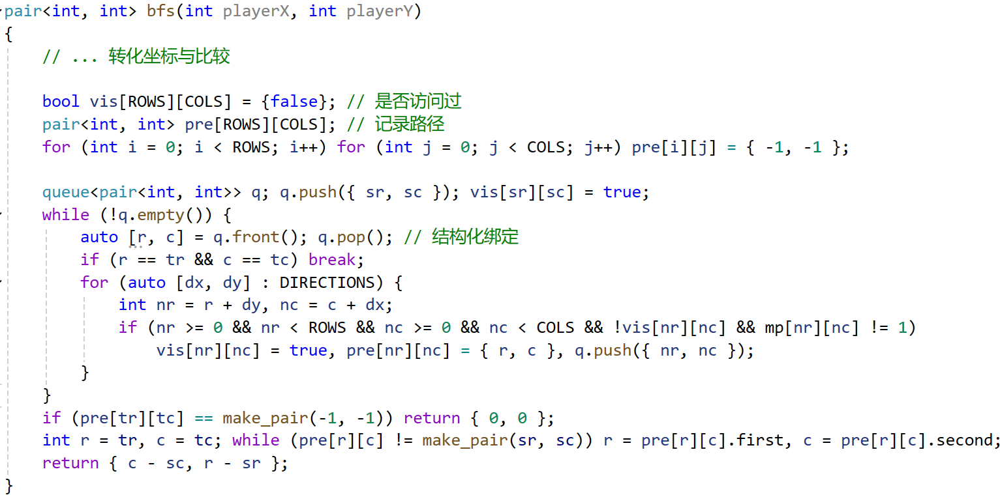 pair<int, int> bfs(int playerX, int playerY)
{
    // ... 转化坐标与比较
    bool vis[ROWS][COLS] = {false}; // 是否访问过
    pair<int, int> pre[ROWS][COLS]; // 记录路径
    for (int i = 0; i < ROWS; i++) for (int j = 0; j < COLS; j++) pre[i][j] = { -1, -1 };
    queue<pair<int, int>> q; q.push({ sr, sc }); vis[sr][sc] = true;
    while (!q.empty()) {
        auto [r, c] = q.front(); q.pop(); // 结构化绑定
        if (r == tr && c == tc) break;
        for (auto [dx, dy] : DIRECTIONS) {
            int nr = r + dy, nc = c + dx;
            if (nr >= 0 && nr < ROWS && nc >= 0 && nc < COLS && !vis[nr][nc] && mp[nr][nc] != 1)
                vis[nr][nc] = true, pre[nr][nc] = { r, c }, q.push({ nr, nc });
        }
    }
    if (pre[tr][tc] == make_pair(-1, -1)) return { 0, 0 };
    int r = tr, c = tc; while (pre[r][c] != make_pair(sr, sc)) r = pre[r][c].first, c = pre[r][c].second;
    return { c - sc, r - sr };
}